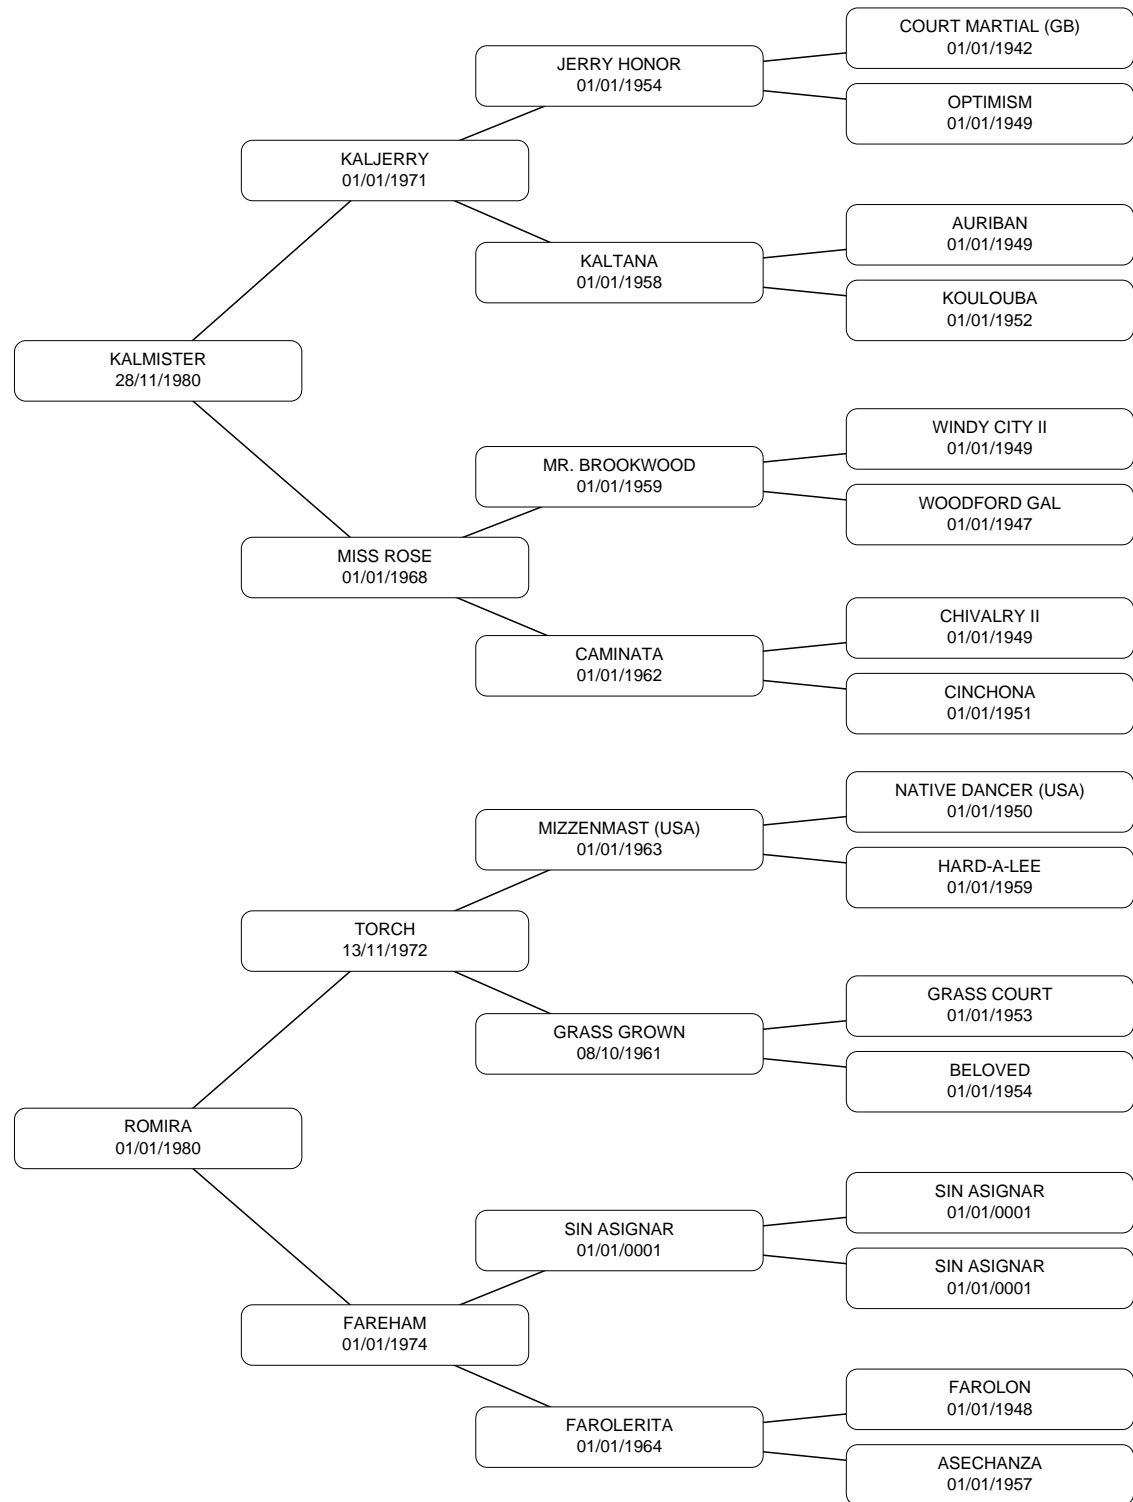 COURT MARTIAL (GB)
01/01/1942
JERRY HONOR
01/01/1954
OPTIMISM
01/01/1949
KALJERRY
01/01/1971
AURIBAN
01/01/1949
KALTANA
01/01/1958
KOULOUBA
01/01/1952
KALMISTER
28/11/1980
WINDY CITY II
01/01/1949
MR. BROOKWOOD
01/01/1959
WOODFORD GAL
01/01/1947
MISS ROSE
01/01/1968
CHIVALRY II
01/01/1949
CAMINATA
01/01/1962
CINCHONA
01/01/1951
NATIVE DANCER (USA)
01/01/1950
MIZZENMAST (USA)
01/01/1963
HARD-A-LEE
01/01/1959
TORCH
13/11/1972
GRASS COURT
01/01/1953
GRASS GROWN
08/10/1961
BELOVED
01/01/1954
ROMIRA
01/01/1980
SIN ASIGNAR
01/01/0001
SIN ASIGNAR
01/01/0001
SIN ASIGNAR
01/01/0001
FAREHAM
01/01/1974
FAROLON
01/01/1948
FAROLERITA
01/01/1964
ASECHANZA
01/01/1957